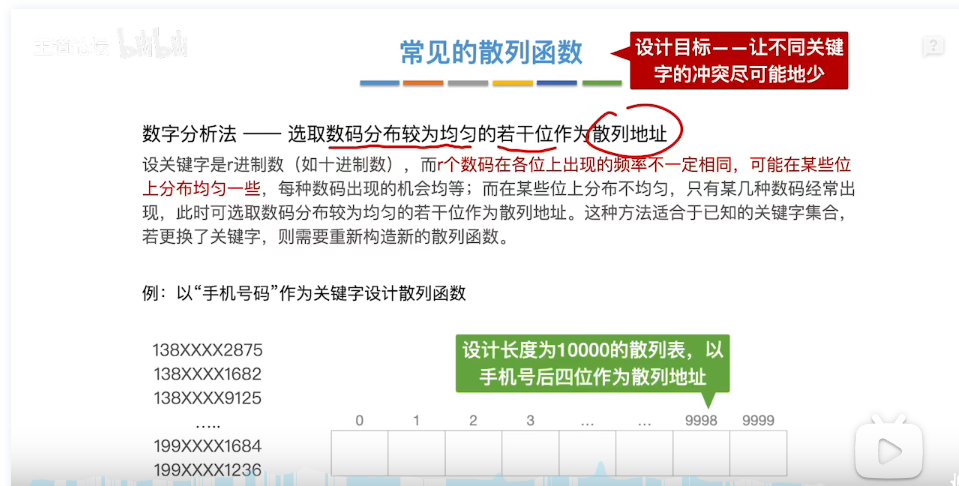 常见的散列函数
设计目标——让不同关键
字的冲突尽可能地少
数字分析法 —— 选取数码分布较为均匀的若干位作为散列地址
设关键字是r进制数（如十进制数），而r个数码在各位上出现的频率不一定相同，可能在某些位
上分布均匀一些，每种数码出现的机会均等；而在某些位上分布不均匀，只有某几种数码经常出
现，此时可选取数码分布较为均匀的若干位作为散列地址。这种方法适合于已知的关键字集合，
若更换了关键字，则需要重新构造新的散列函数。
例：以“手机号码”作为关键字设计散列函数
138XXXX2875
138XXXX1682
138XXXX9125
…..
199XXXX1684
199XXXX1236
设计长度为10000的散列表，以
手机号后四位作为散列地址
0 1 2 3 … … 9998 9999
bilibili